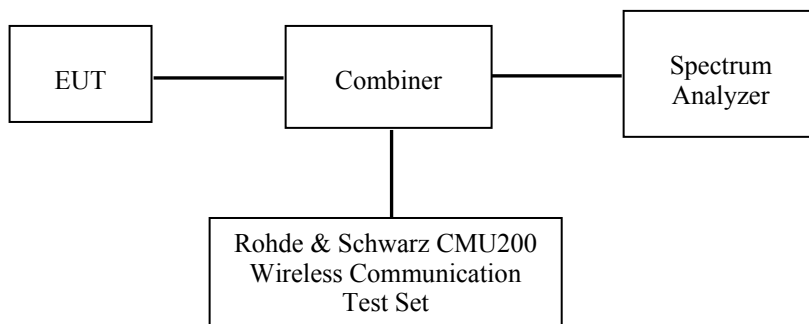 EUT
Combiner
Spectrum
Analyzer
Rohde & Schwarz CMU200
Wireless Communication
Test Set